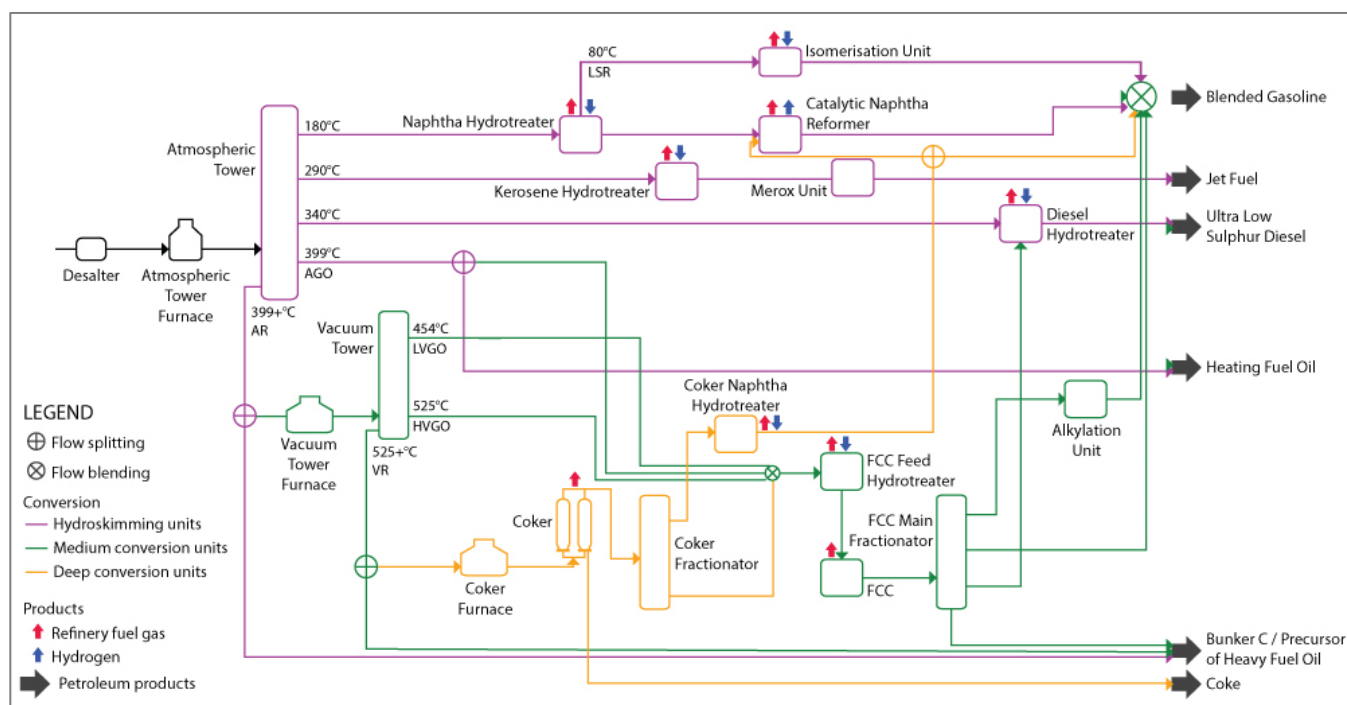 80°C
LSR
Isomerisation Unit
Naphtha Hydrotreater
Catalytic Naphtha
Reformer
Blended Gasoline
180°C
Atmospheric
Tower
290°C
Kerosene Hydrotreater
Merox Unit
Jet Fuel
340°C
Diesel
Hydrotreater
Ultra Low
Sulphur Diesel
Desalter
Atmospheric
Tower
Furnace
399°C
AGO
399+°C
AR
Vacuum
Tower
454°C
LVGO
Heating Fuel Oil
Coker Naphtha
Hydrotreater
525°C
HVGO
525+°C
VR
Vacuum
Tower
Furnace
Alkylation
Unit
FCC Feed
Hydrotreater
Coker
Coker
Fractionator
FCC Main
Fractionator
FCC
Coker
Furnace
Bunker C / Precursor
of Heavy Fuel Oil
Coke
LEGEND
Flow splitting
Flow blending
Conversion
Hydroskimming units
Medium conversion units
Deep conversion units
Products
Refinery fuel gas
Hydrogen
Petroleum products